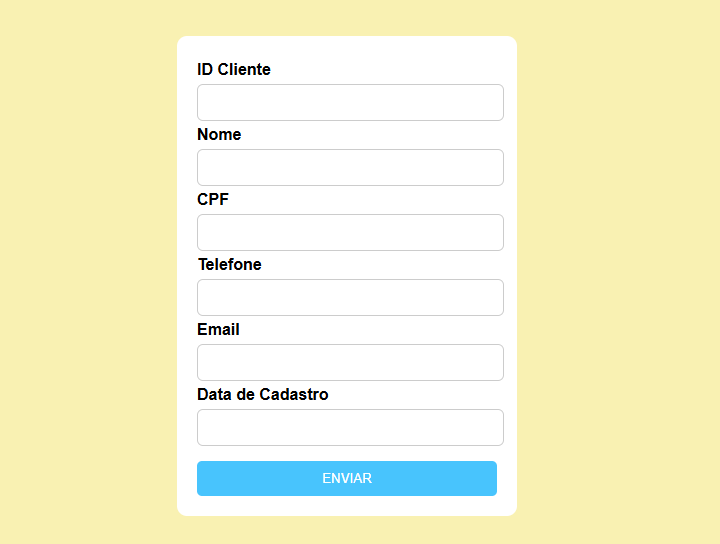 ID Cliente
Nome
CPF
Telefone
Email
Data de Cadastro
ENVIAR